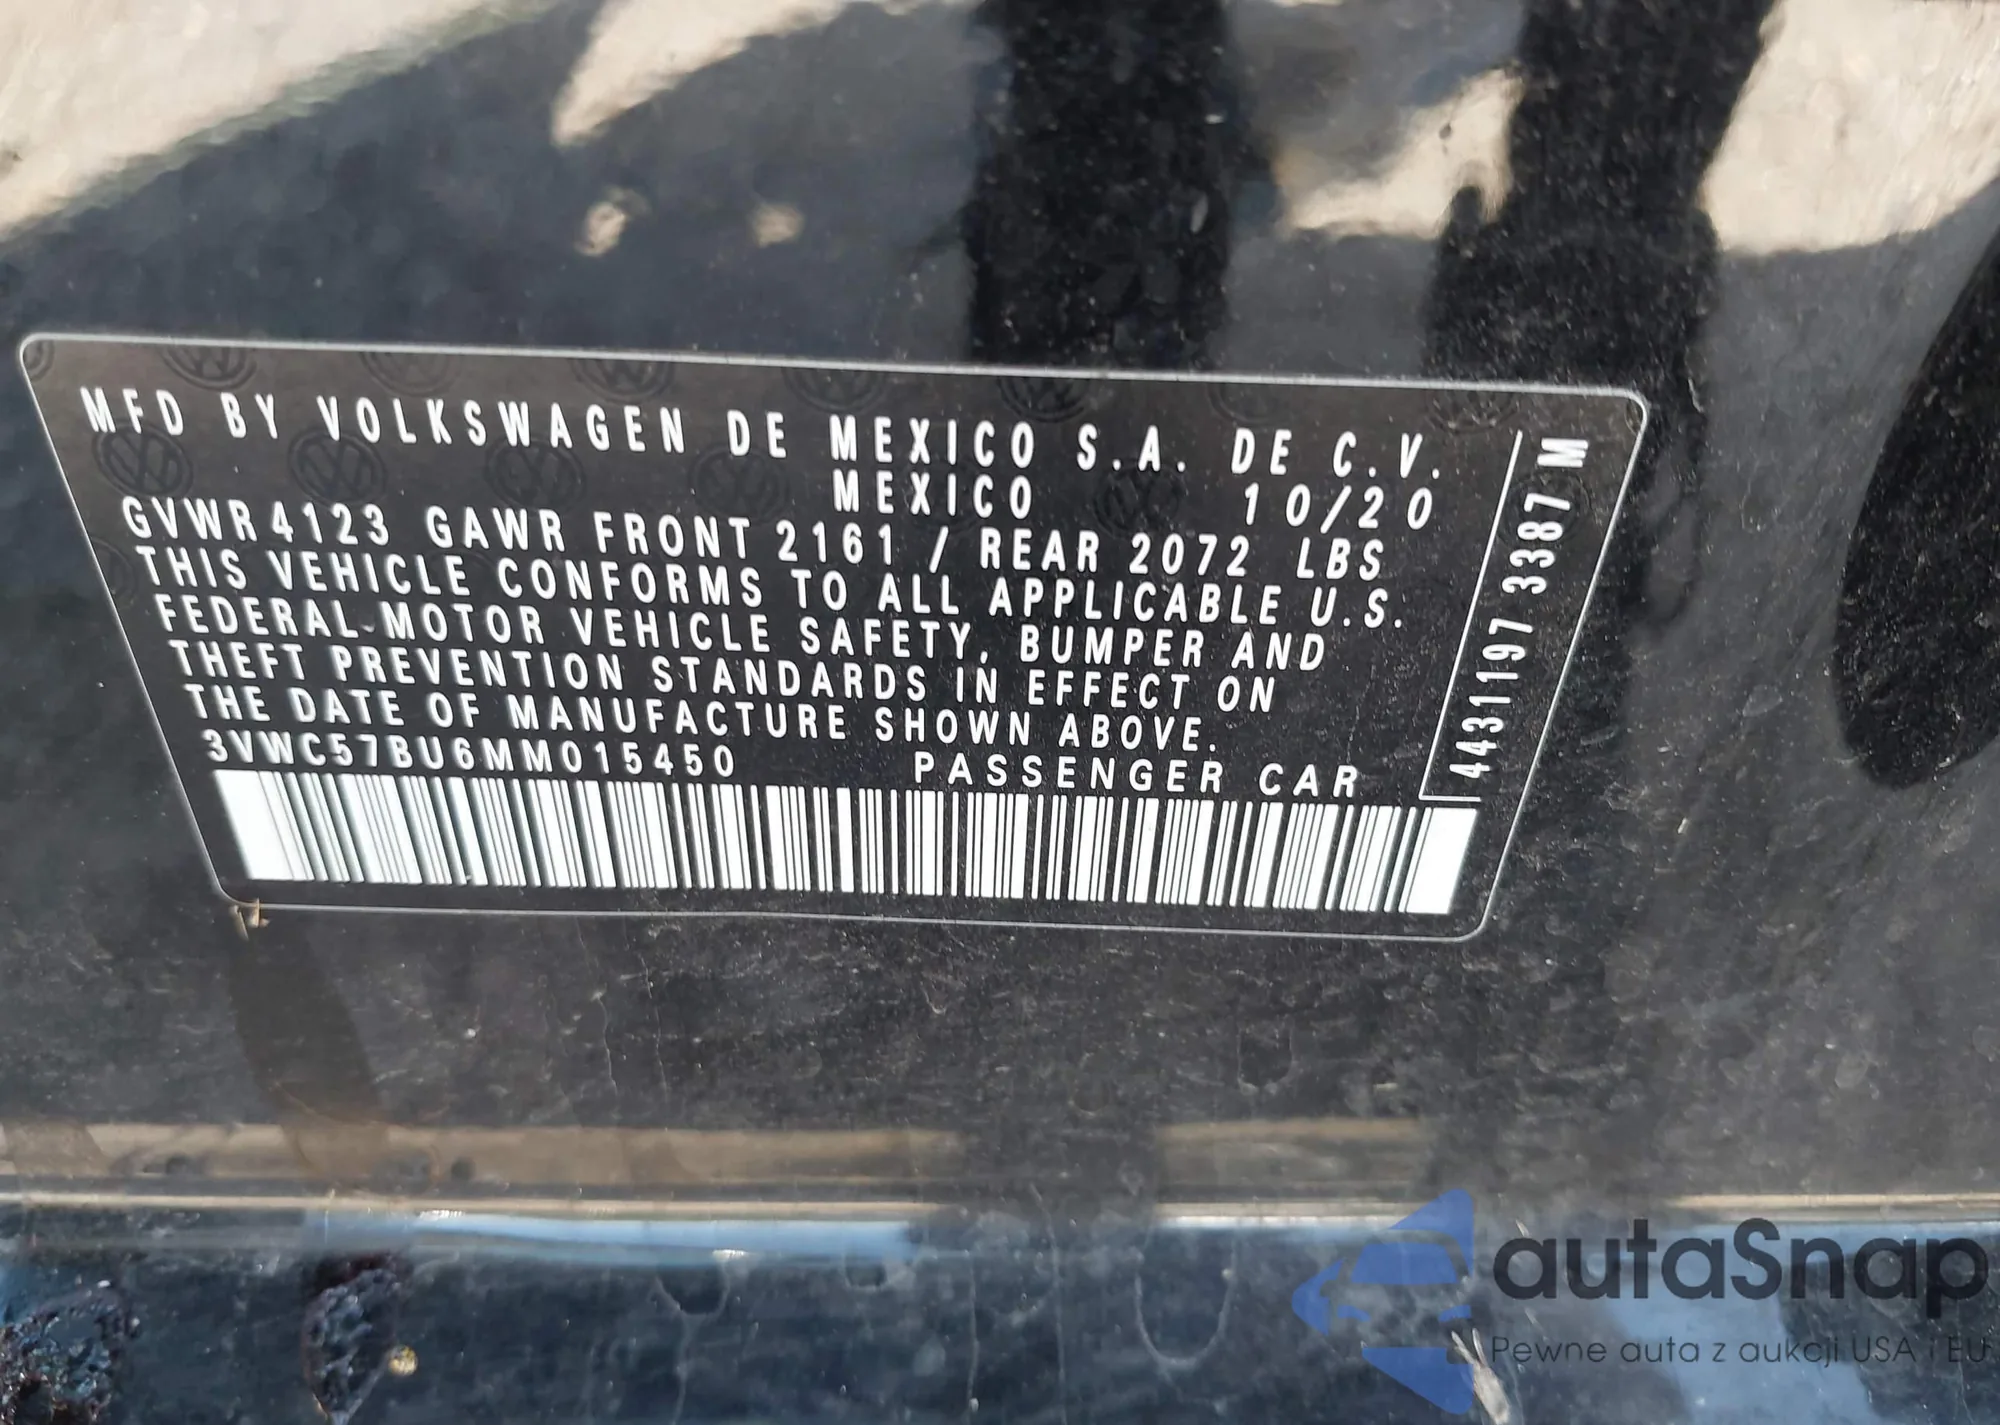 MFD BY VOLKSWAGEN DE MEXICO S.A. DE C.V.
MEXICO 10/20
GVWR 4123 GAWR FRONT 2161 / REAR 2072 LBS
THIS VEHICLE CONFORMS TO ALL APPLICABLE U.S.
FEDERAL MOTOR VEHICLE SAFETY, BUMPER AND
THEFT PREVENTION STANDARDS IN EFFECT ON
THE DATE OF MANUFACTURE SHOWN ABOVE.
3VWC57BU6MM015450 PASSENGER CAR
4431197 3387 M
autaSnap
Pewne auta z aukcji USA i EU